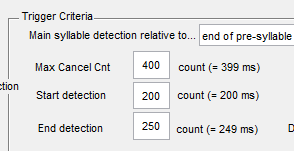 Trigger Criteria
Main syllable detection relative to... end of pre-syllable
Max Cancel Cnt 400 count (= 399 ms)
Start detection 200 count (= 200 ms)
End detection 250 count (= 249 ms)